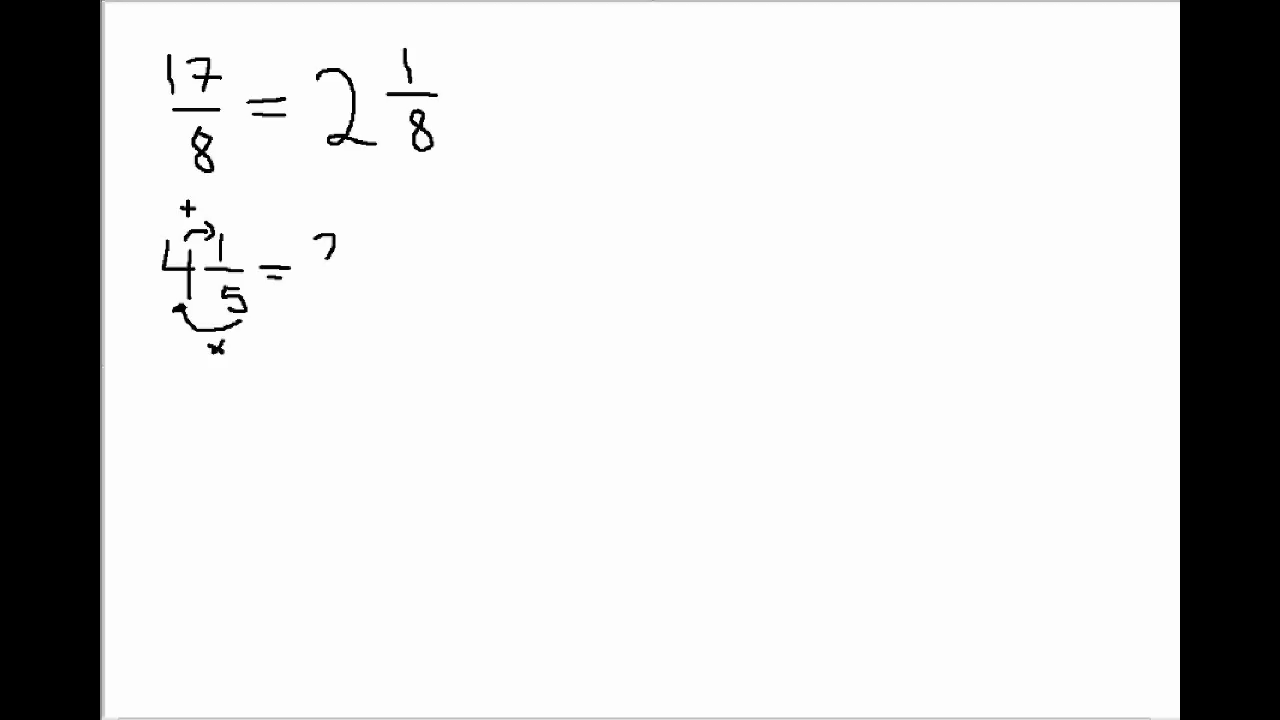 17/8 = 2 1/8
+
4 1/5 =
x